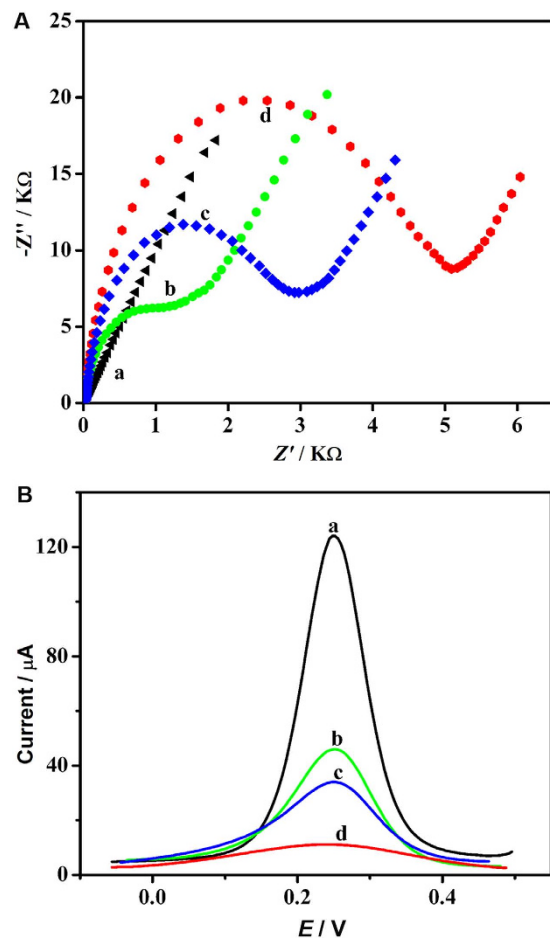 A
25
20
15
10
5
0
-Z'' / KΩ
d
c
b
a
0 1 2 3 4 5 6
Z' / KΩ
B
120
80
40
0
Current / μA
a
b
c
d
0.0 0.2 0.4
E / V